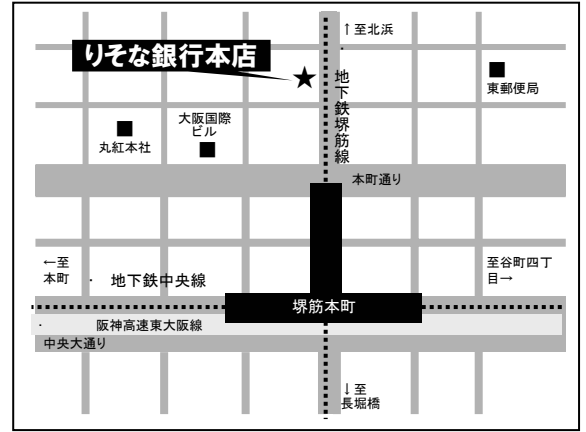 ↑至北浜
りそな銀行本店
地下鉄堺筋線
東郵便局
大阪国際
ビル
丸紅本社
本町通り
←至
本町
地下鉄中央線
至谷町四丁
目→
堺筋本町
阪神高速東大阪線
中央大通り
↓至
長堀橋